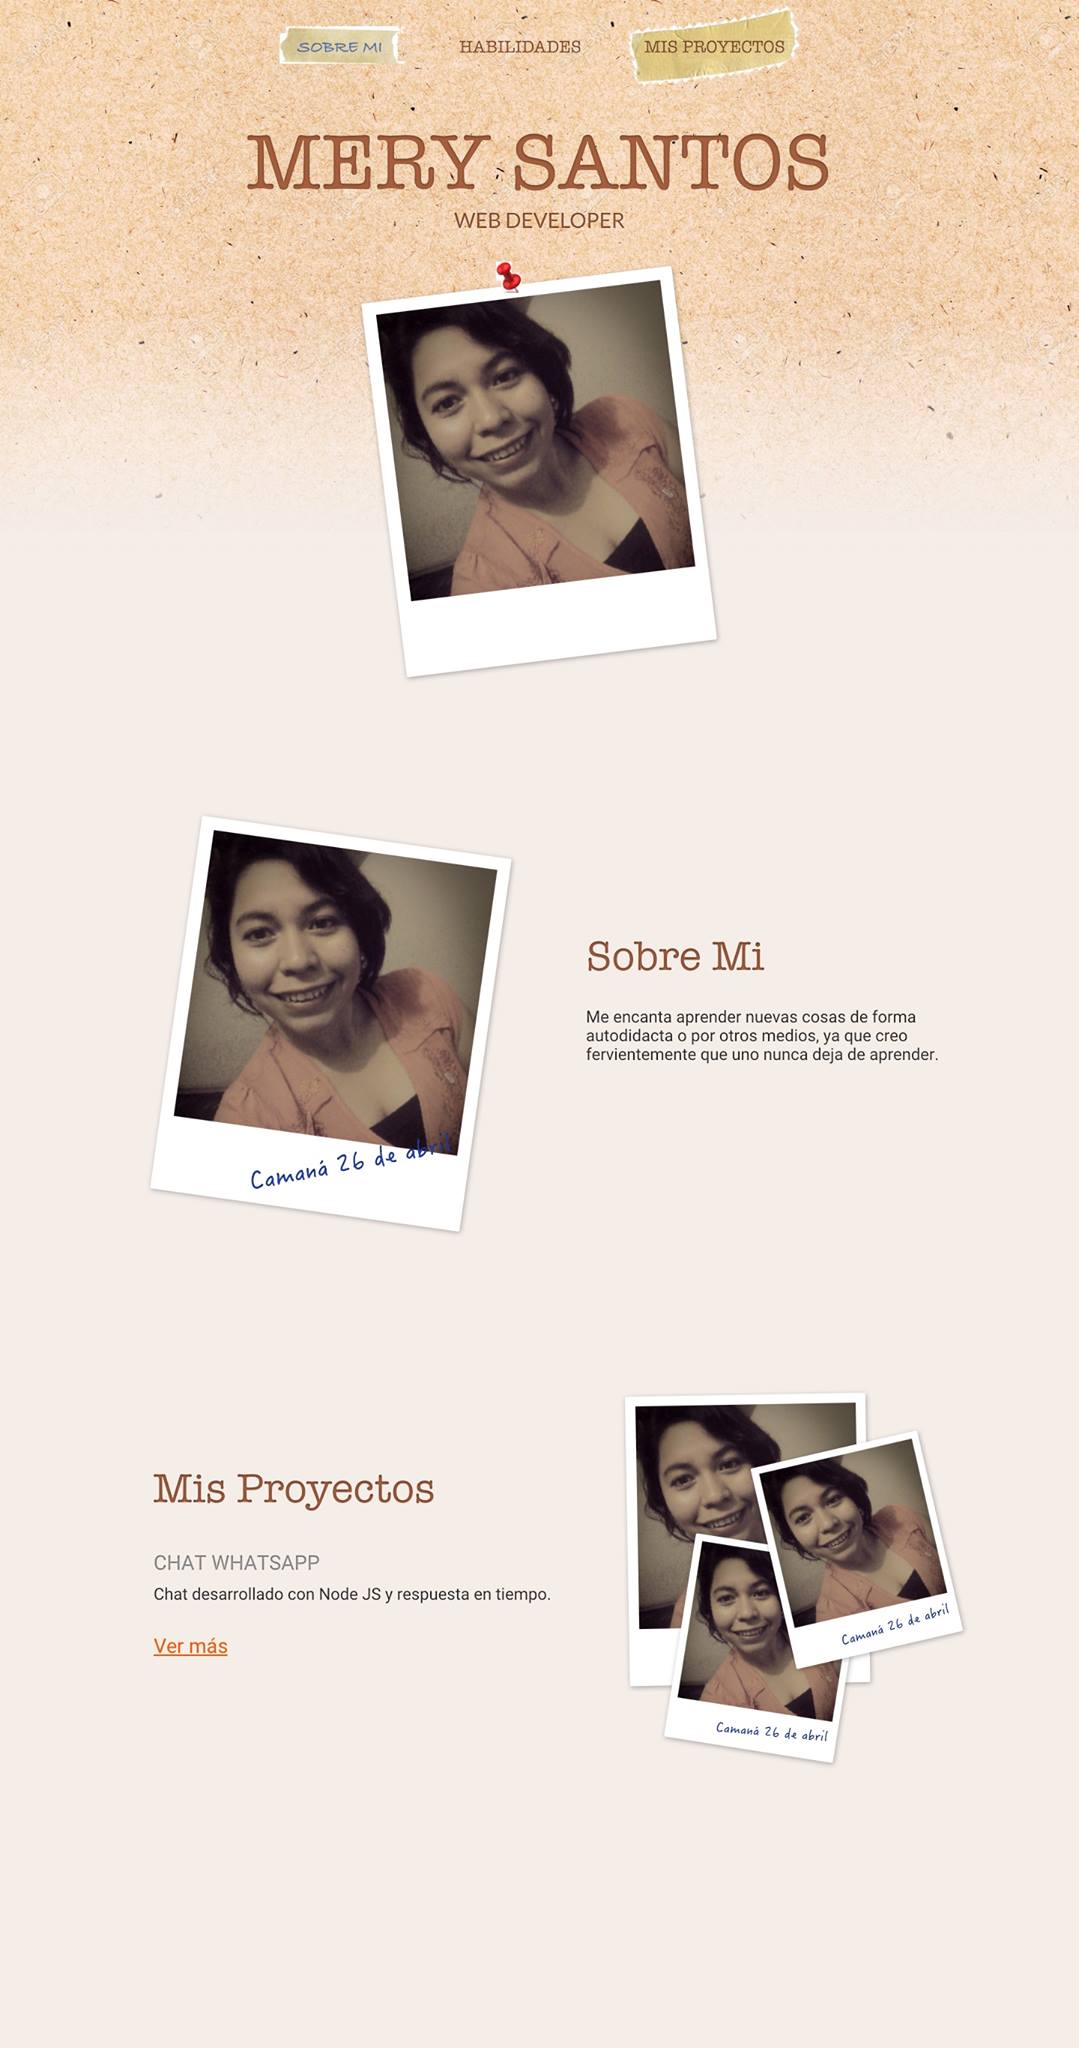 SOBRE MI
HABILIDADES
MIS PROYECTOS
MERY SANTOS
WEB DEVELOPER
Camaná 26 de abril
Sobre Mi
Me encanta aprender nuevas cosas de forma
autodidacta o por otros medios, ya que creo
fervientemente que uno nunca deja de aprender.
Mis Proyectos
CHAT WHATSAPP
Chat desarrollado con Node JS y respuesta en tiempo.
Ver más
Camaná 26 de abril
Camaná 26 de abril